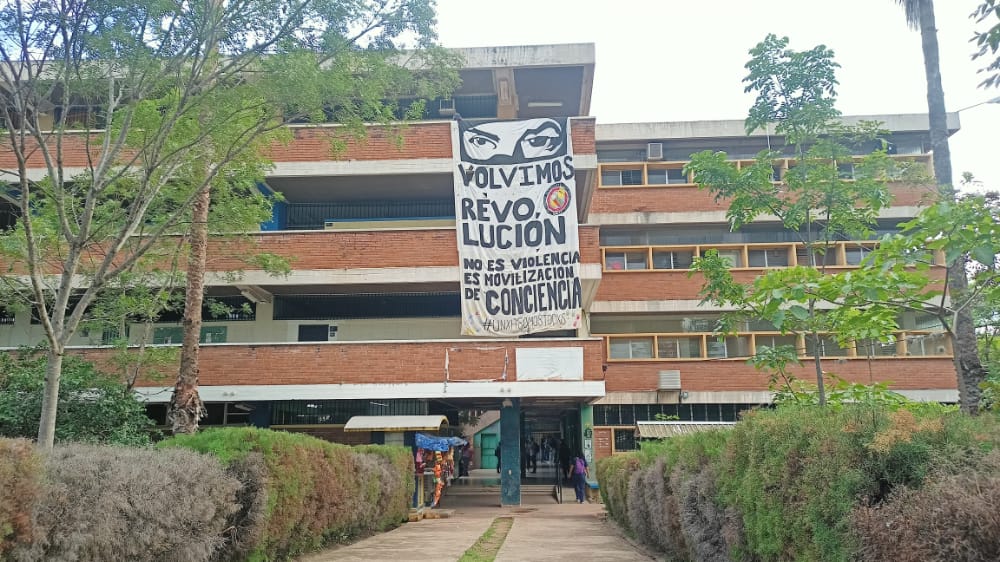 VOLVIMOS
REVO,
LUCIÓN
NO ES VIOLENCIA
ES MOVILIZACIÓN
DE CONCIENCIA